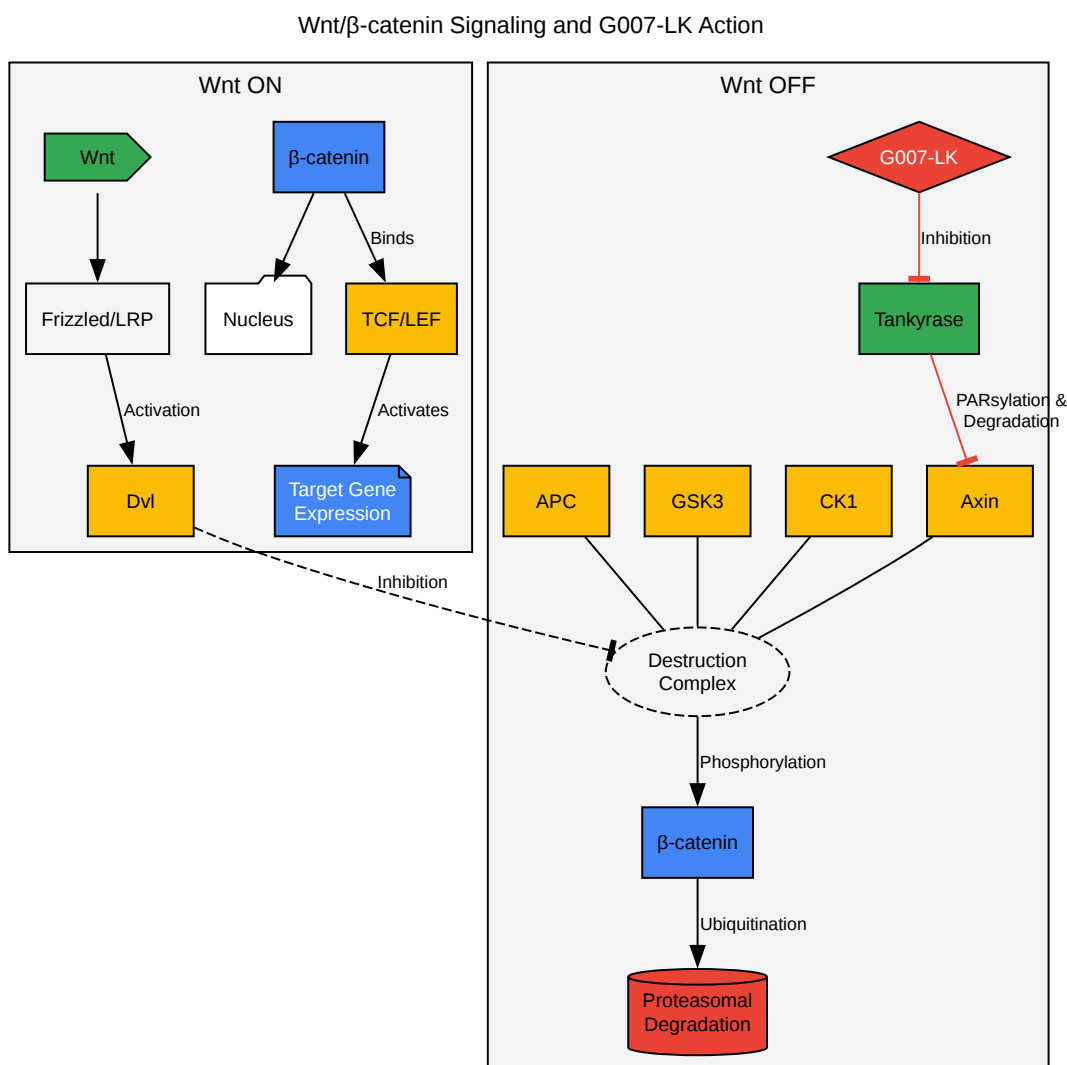 Wnt/β-catenin Signaling and G007-LK Action
Wnt ON
Wnt
β-catenin
Binds
Frizzled/LRP
Nucleus
TCF/LEF
Activation
Activates
Dvl
Target Gene
Expression
Inhibition
Wnt OFF
G007-LK
Inhibition
Tankyrase
PARsylation &
Degradation
APC
GSK3
CK1
Axin
Destruction
Complex
Phosphorylation
β-catenin
Ubiquitination
Proteasomal
Degradation